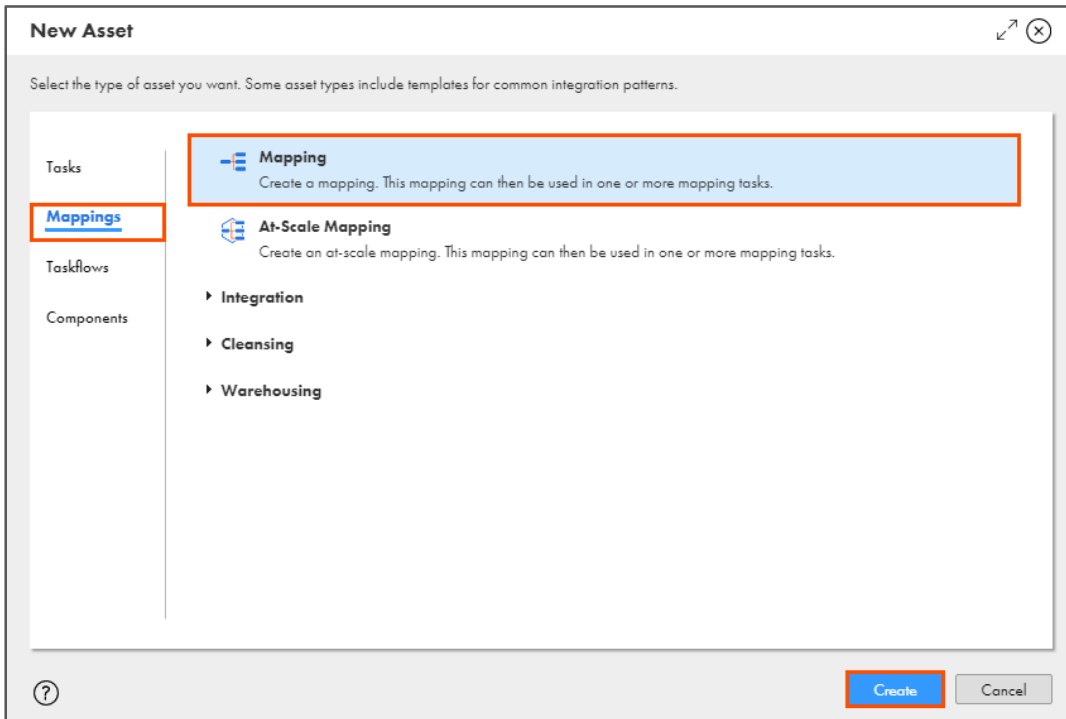 New Asset
Select the type of asset you want. Some asset types include templates for common integration patterns.
Tasks
Mappings
Taskflows
Components
Mapping
Create a mapping. This mapping can then be used in one or more mapping tasks.
At-Scale Mapping
Create an at-scale mapping. This mapping can then be used in one or more mapping tasks.
Integration
Cleansing
Warehousing
?
Create
Cancel